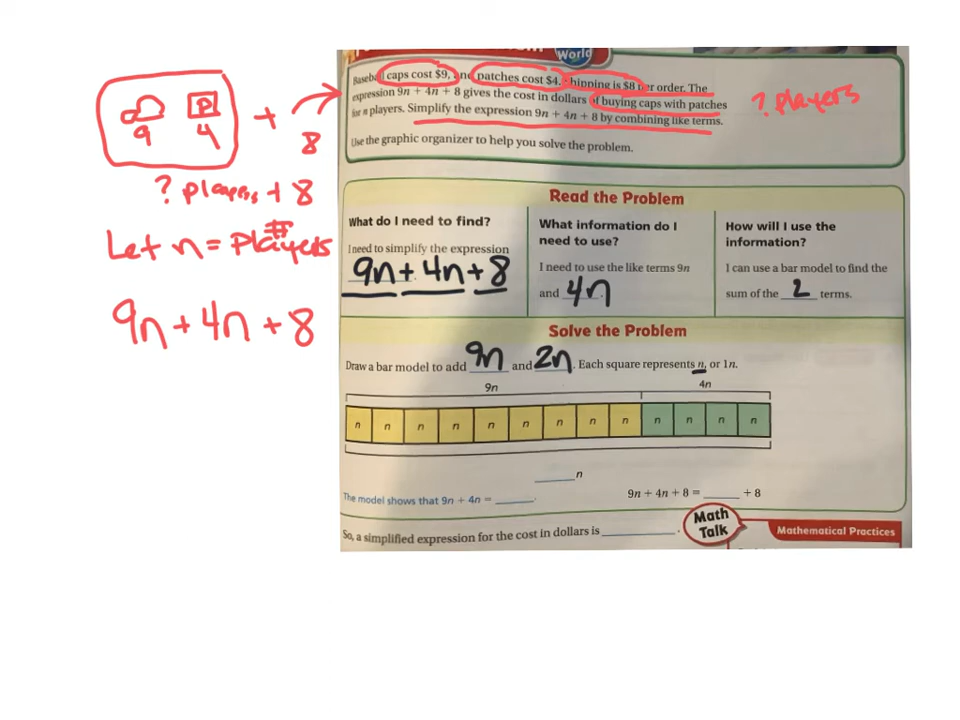 World
Baseball caps cost $9, and patches cost $4. hipping is $8 per order. The
expression 9n + 4n + 8 gives the cost in dollars of buying caps with patches
for n players. Simplify the expression 9n + 4n + 8 by combining like terms.
Use the graphic organizer to help you solve the problem.
? players
P
9 4 + 8
? players + 8
#
Let n = Players
9n + 4n + 8
Read the Problem
What do I need to find?
I need to simplify the expression
9n + 4n + 8
What information do I
need to use?
I need to use the like terms 9n
and 4n.
How will I use the
information?
I can use a bar model to find the
sum of the 2 terms.
Solve the Problem
Draw a bar model to add 9n and 2n. Each square represents n, or 1n.
9n 4n
n n n n n n n n n n n n n
____ n
The model shows that 9n + 4n = ____.
9n + 4n + 8 = ____ + 8
So, a simplified expression for the cost in dollars is ____.
Math
Talk
Mathematical Practices